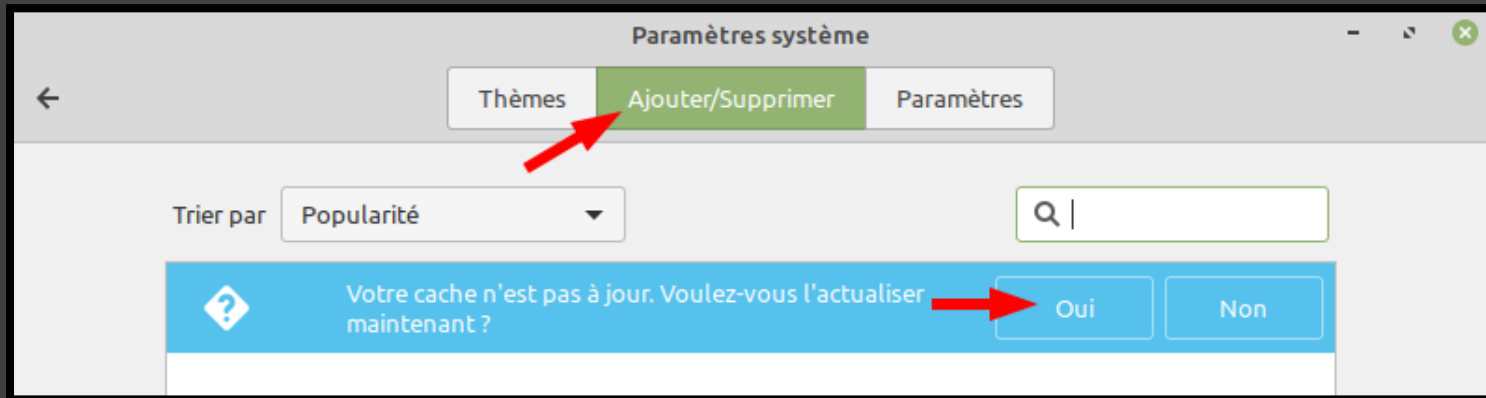 Paramètres système
Thèmes Ajouter/Supprimer Paramètres
Trier par Popularité
Votre cache n'est pas à jour. Voulez-vous l'actualiser
maintenant ?
Oui Non